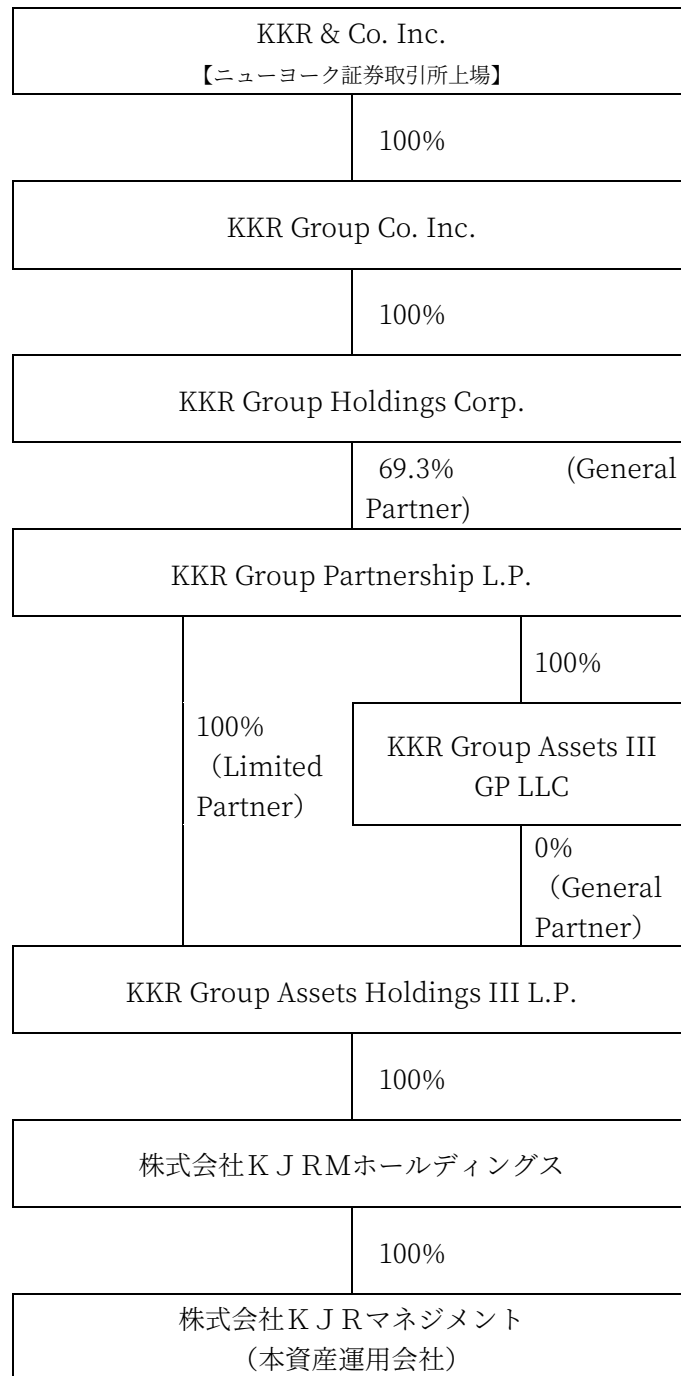 KKR & Co. Inc.
【ニューヨーク証券取引所上場】
100%
KKR Group Co. Inc.
100%
KKR Group Holdings Corp.
69.3% (General
Partner)
KKR Group Partnership L.P.
100%
100%
（Limited
Partner）
KKR Group Assets III
GP LLC
0%
（General
Partner）
KKR Group Assets Holdings III L.P.
100%
株式会社ＫＪＲＭホールディングス
100%
株式会社ＫＪＲマネジメント
（本資産運用会社）